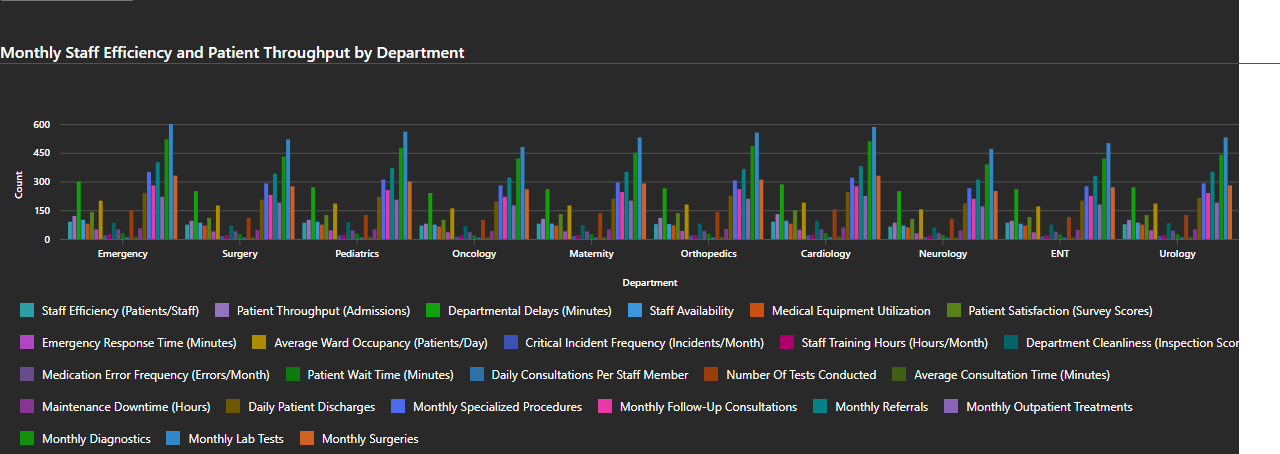 Monthly Staff Efficiency and Patient Throughput by Department
600
450
300
150
0
Count
Emergency Surgery Pediatrics Oncology Maternity Orthopedics Cardiology Neurology ENT Urology
Department
Staff Efficiency (Patients/Staff) Patient Throughput (Admissions) Departmental Delays (Minutes) Staff Availability Medical Equipment Utilization Patient Satisfaction (Survey Scores)
Emergency Response Time (Minutes) Average Ward Occupancy (Patients/Day) Critical Incident Frequency (Incidents/Month) Staff Training Hours (Hours/Month) Department Cleanliness (Inspection Scor
Medication Error Frequency (Errors/Month) Patient Wait Time (Minutes) Daily Consultations Per Staff Member Number Of Tests Conducted Average Consultation Time (Minutes)
Maintenance Downtime (Hours) Daily Patient Discharges Monthly Specialized Procedures Monthly Follow-Up Consultations Monthly Referrals Monthly Outpatient Treatments
Monthly Diagnostics Monthly Lab Tests Monthly Surgeries